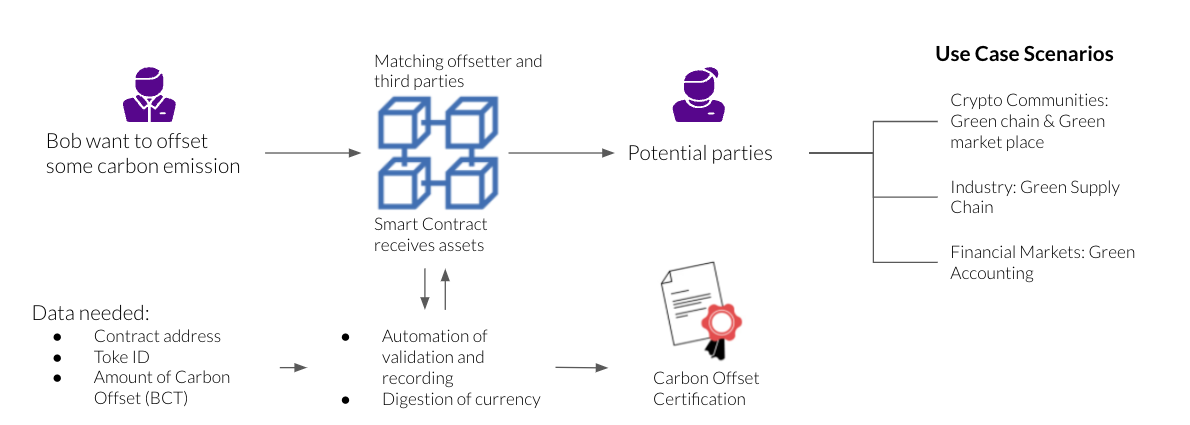 Use Case Scenarios
Matching offsetter and
third parties
Bob want to offset
some carbon emission
Smart Contract
receives assets
Potential parties
Crypto Communities:
Green chain & Green
market place
Industry: Green Supply
Chain
Financial Markets: Green
Accounting
Data needed:
● Contract address
● Toke ID
● Amount of Carbon
Offset (BCT)
● Automation of
validation and
recording
● Digestion of currency
Carbon Offset
Certification